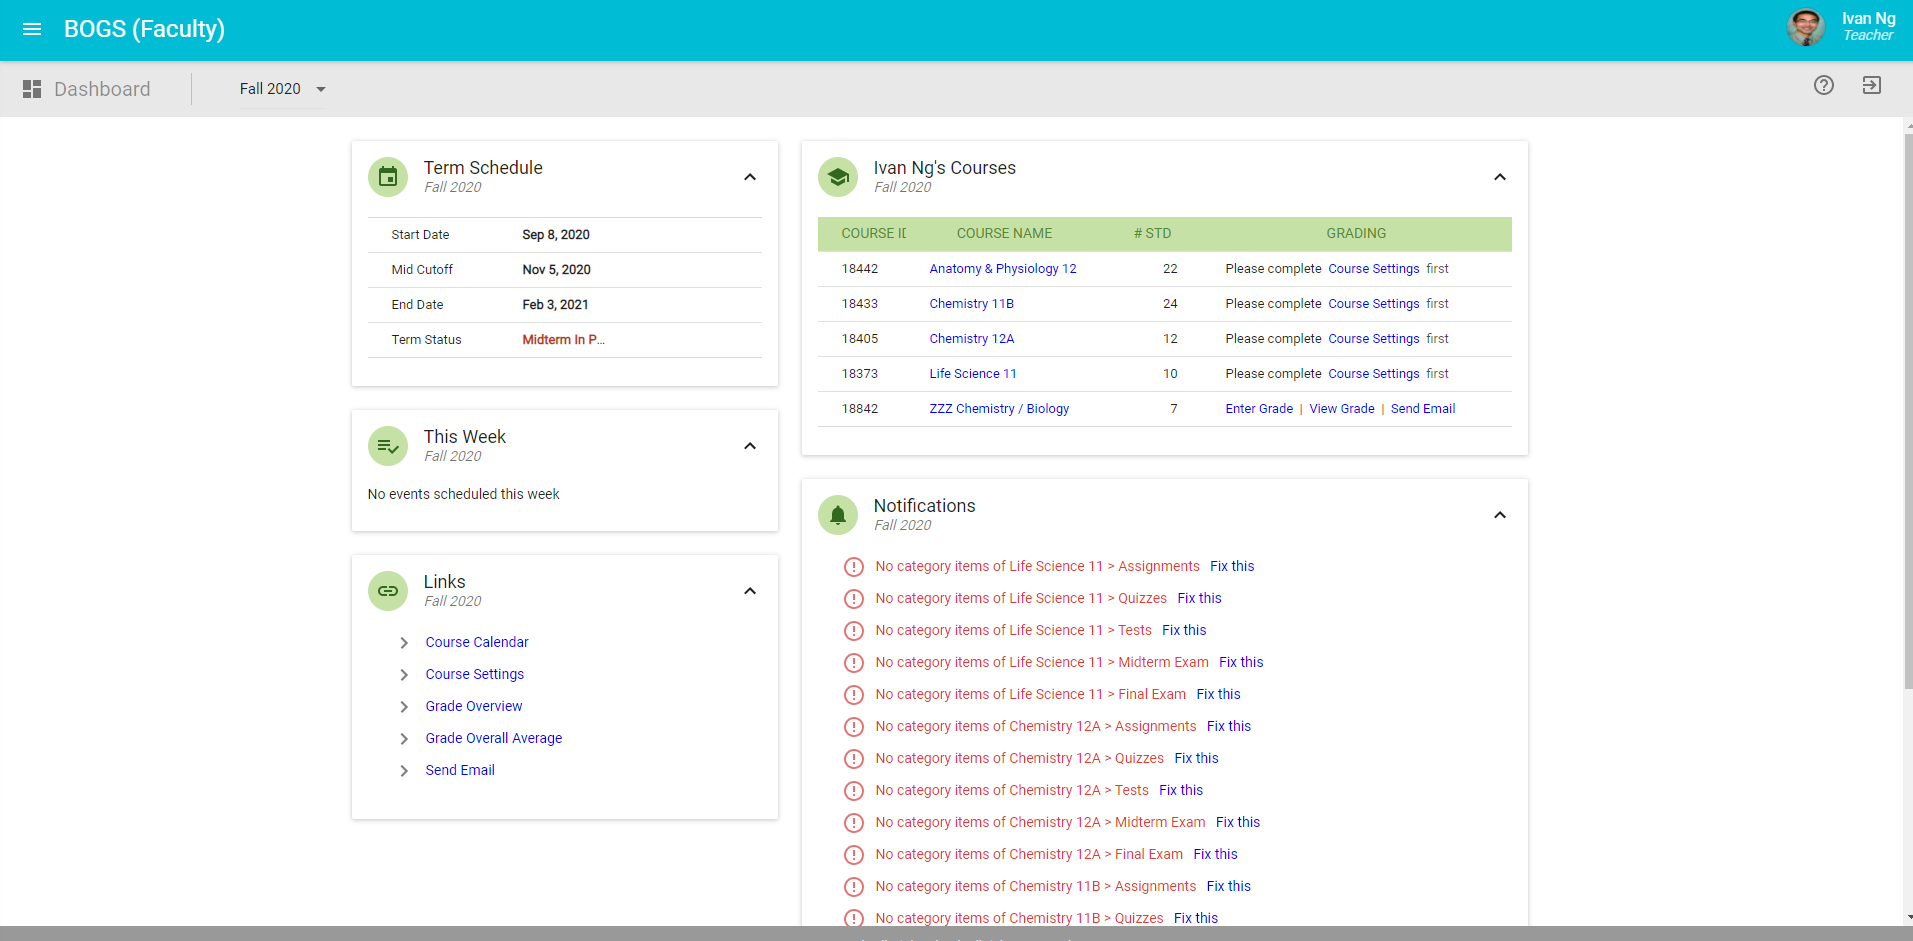 BOGS (Faculty)
Ivan Ng
Teacher
Dashboard
Fall 2020
Term Schedule
Fall 2020
Start Date Sep 8, 2020
Mid Cutoff Nov 5, 2020
End Date Feb 3, 2021
Term Status Midterm In P...
This Week
Fall 2020
No events scheduled this week
Links
Fall 2020
Course Calendar
Course Settings
Grade Overview
Grade Overall Average
Send Email
Ivan Ng's Courses
Fall 2020
COURSE ID COURSE NAME # STD GRADING
18442 Anatomy & Physiology 12 22 Please complete Course Settings first
18433 Chemistry 11B 24 Please complete Course Settings first
18405 Chemistry 12A 12 Please complete Course Settings first
18373 Life Science 11 10 Please complete Course Settings first
18842 ZZZ Chemistry / Biology 7 Enter Grade | View Grade | Send Email
Notifications
Fall 2020
No category items of Life Science 11 > Assignments Fix this
No category items of Life Science 11 > Quizzes Fix this
No category items of Life Science 11 > Tests Fix this
No category items of Life Science 11 > Midterm Exam Fix this
No category items of Life Science 11 > Final Exam Fix this
No category items of Chemistry 12A > Assignments Fix this
No category items of Chemistry 12A > Quizzes Fix this
No category items of Chemistry 12A > Tests Fix this
No category items of Chemistry 12A > Midterm Exam Fix this
No category items of Chemistry 12A > Final Exam Fix this
No category items of Chemistry 11B > Assignments Fix this
No category items of Chemistry 11B > Quizzes Fix this